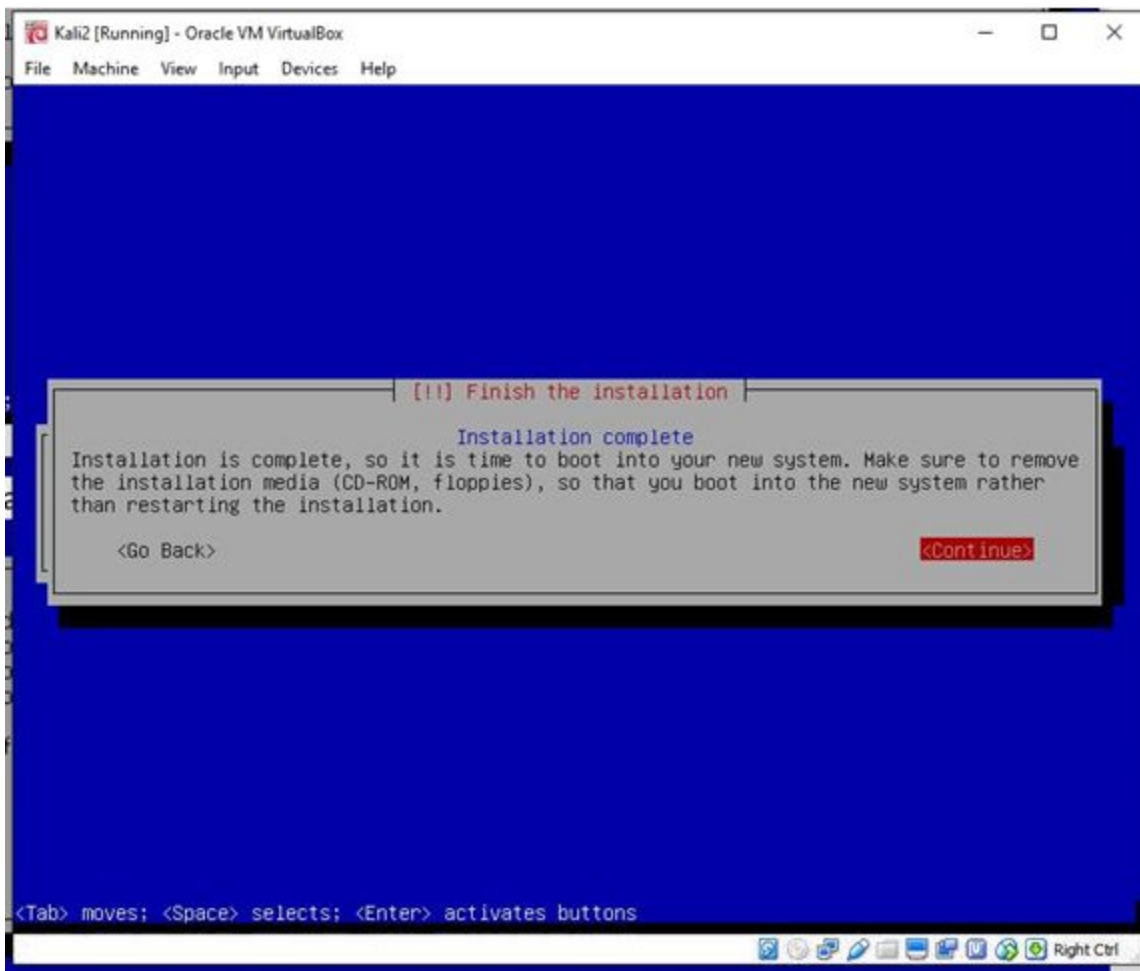 Kali2 [Running] - Oracle VM VirtualBox
File Machine View Input Devices Help
[!!] Finish the installation
Installation complete
Installation is complete, so it is time to boot into your new system. Make sure to remove
the installation media (CD-ROM, floppies), so that you boot into the new system rather
than restarting the installation.
<Go Back> <Continue>
<Tab> moves; <Space> selects; <Enter> activates buttons
Right Ctrl